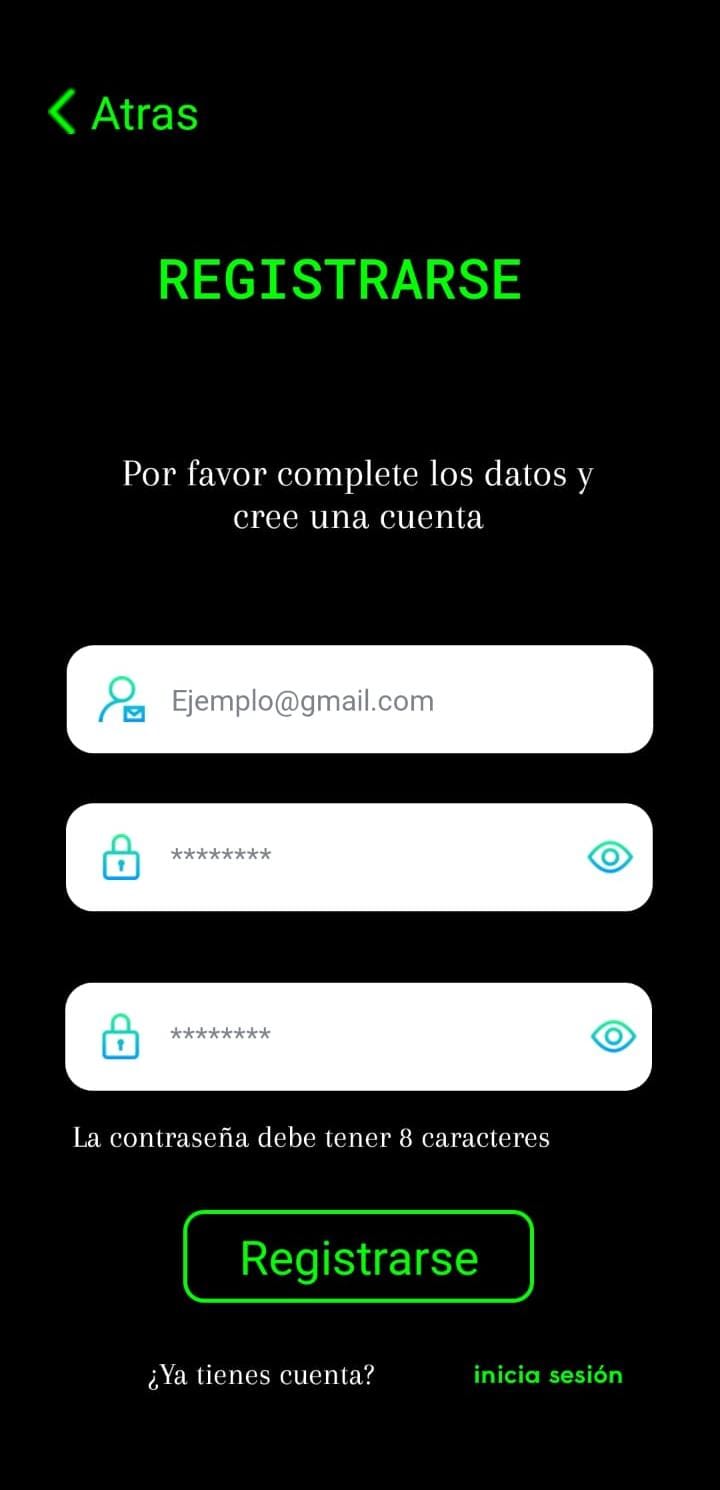 Atras
REGISTRARSE
Por favor complete los datos y
cree una cuenta
Ejemplo@gmail.com
********
********
La contraseña debe tener 8 caracteres
Registrarse
¿Ya tienes cuenta? inicia sesión